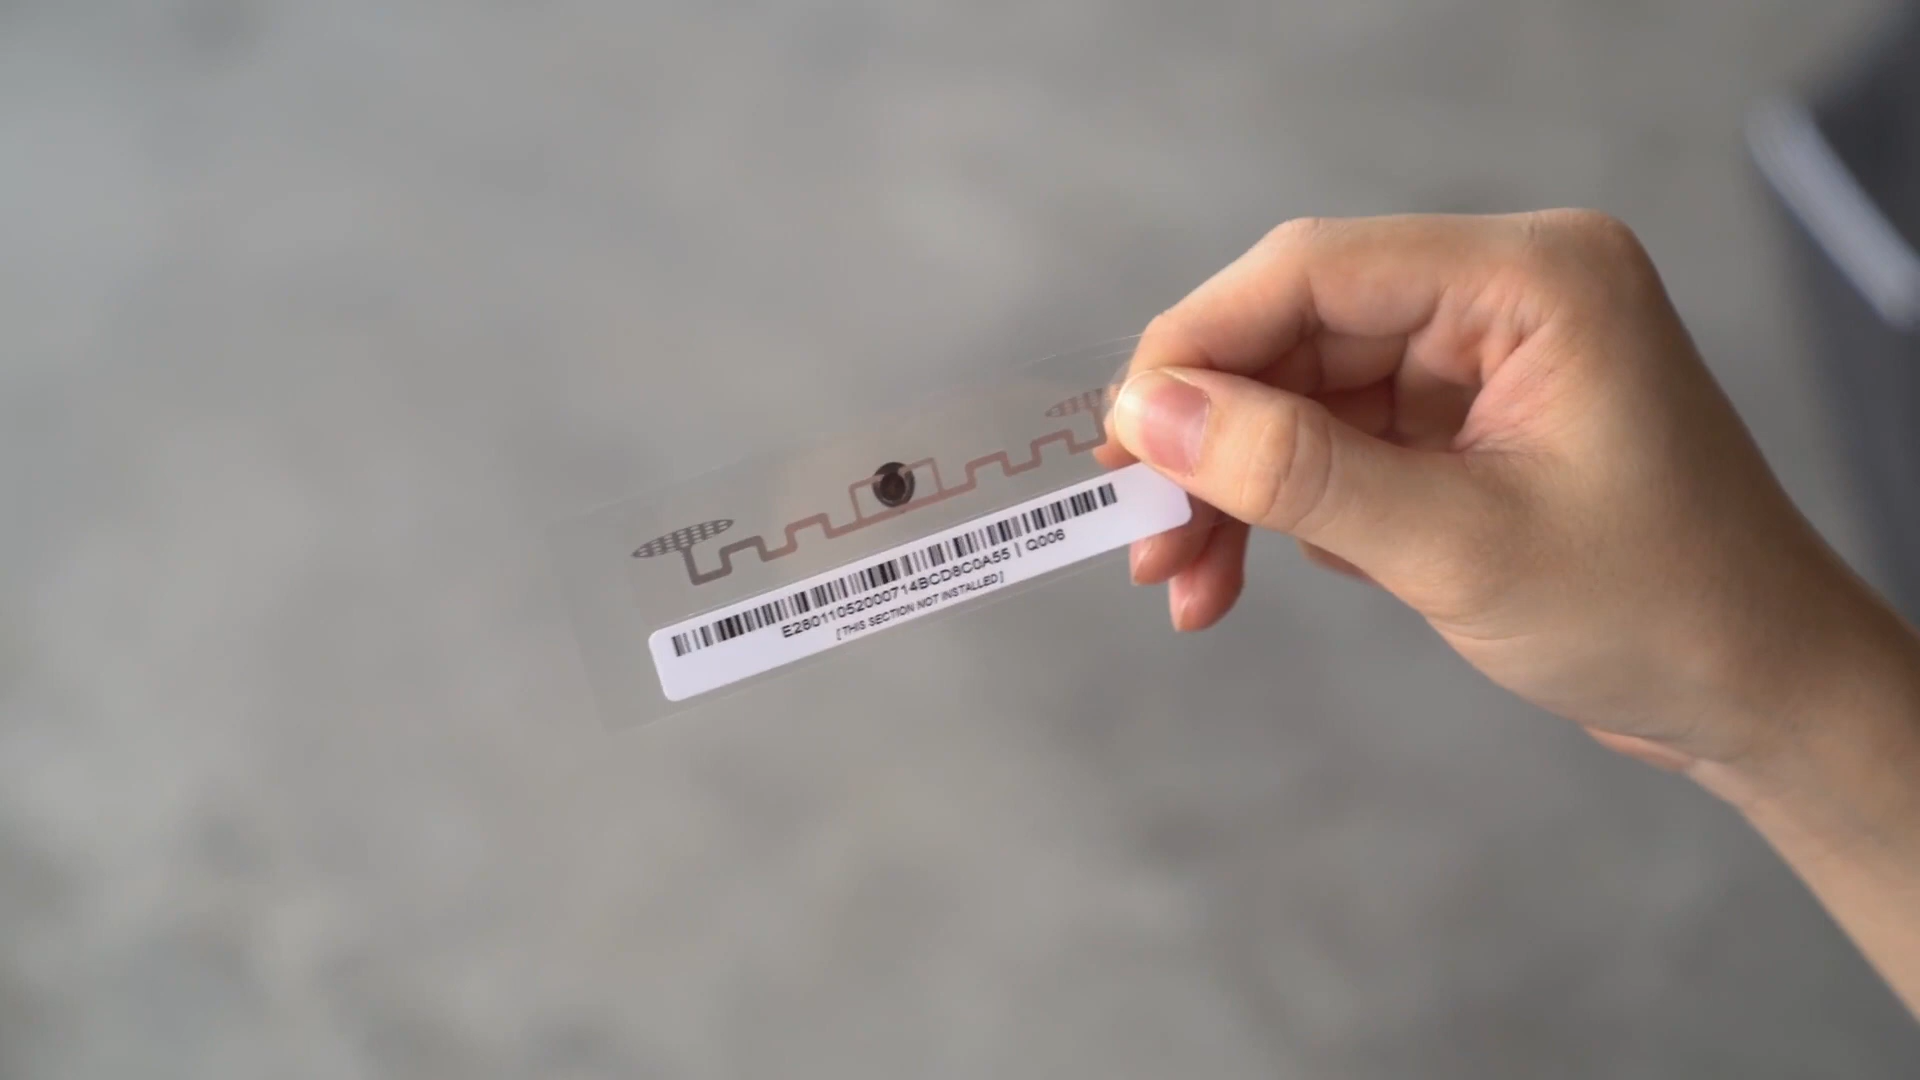 E28011052000714BCD8C0A55 | Q006
[ THIS SECTION NOT INSTALLED ]